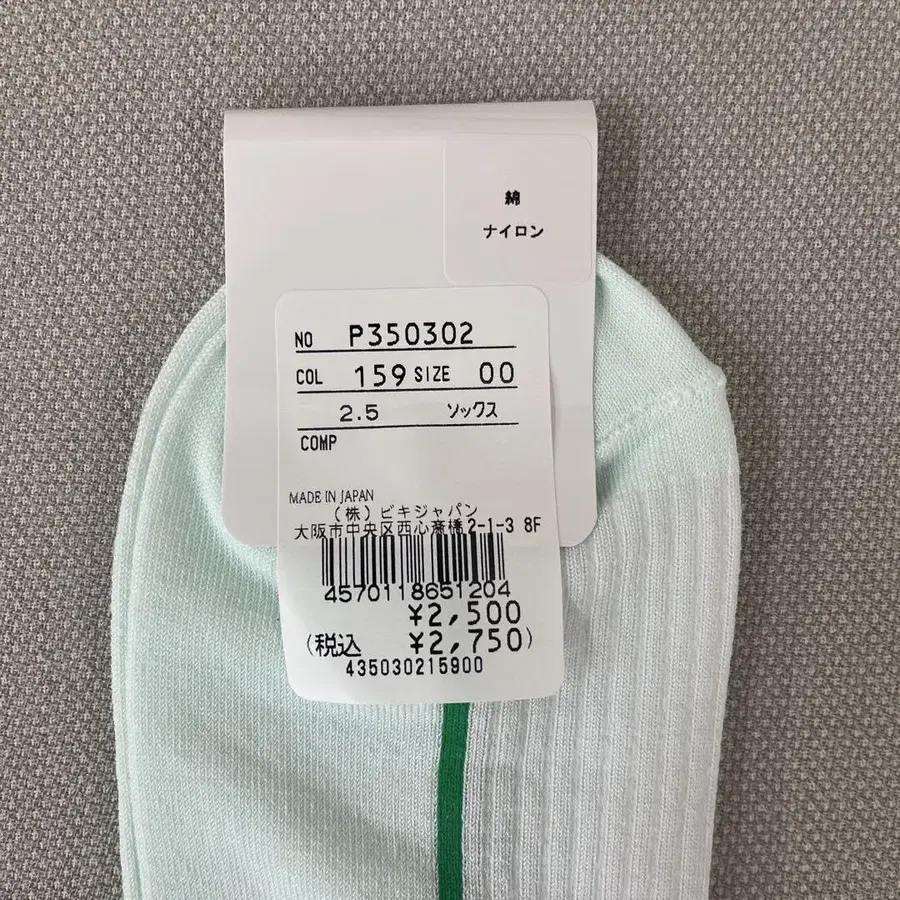 綿
ナイロン
NO P350302
COL 159 SIZE 00
2.5 ソックス
COMP
MADE IN JAPAN
(株)ビキジャパン
大阪市中央区西心斎橋2-1-3 8F
4570118651204
¥2,500
(税込 ¥2,750)
435030215900